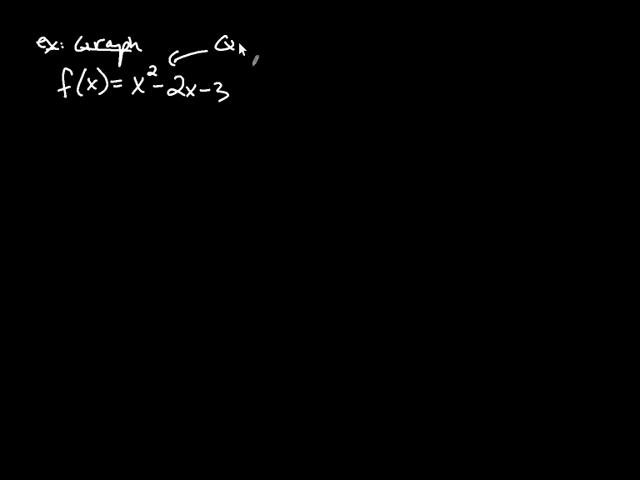 ex: Graph
f(x) = x² - 2x - 3